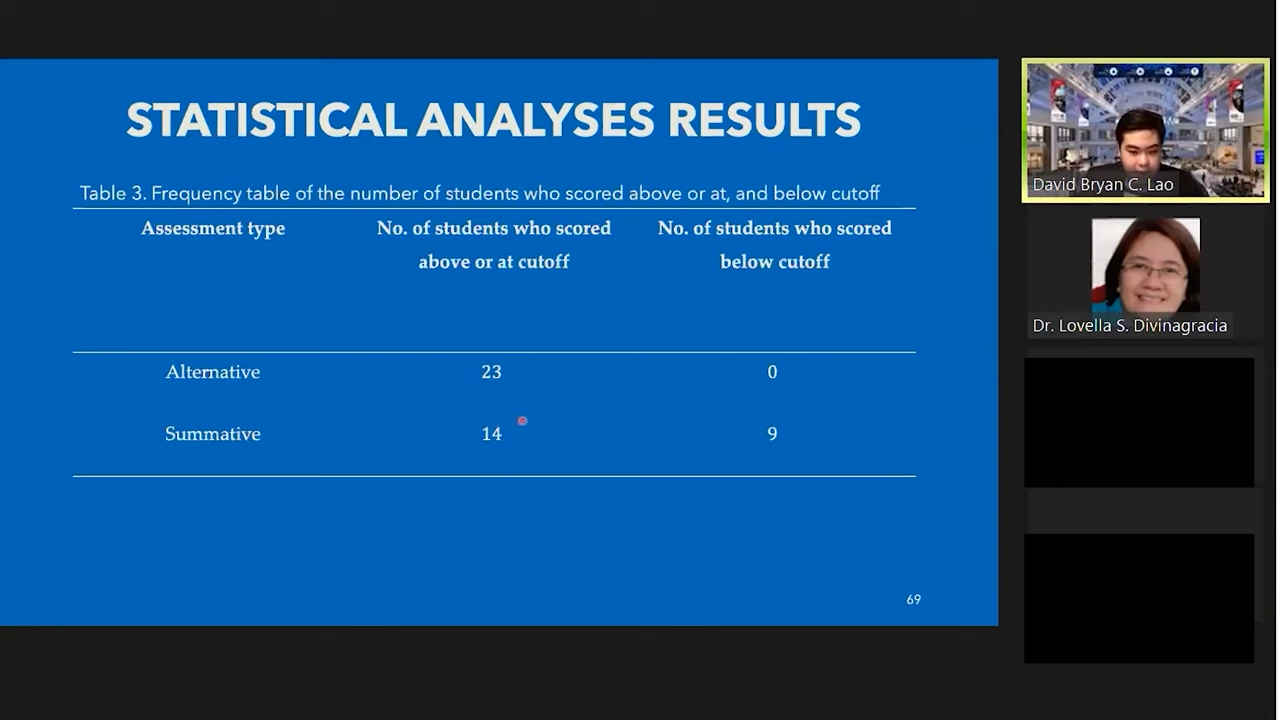 STATISTICAL ANALYSES RESULTS
Table 3. Frequency table of the number of students who scored above or at, and below cutoff
Assessment type No. of students who scored above or at cutoff No. of students who scored below cutoff
Alternative 23 0
Summative 14 9
69
David Bryan C. Lao
Dr. Lovella S. Divinagracia